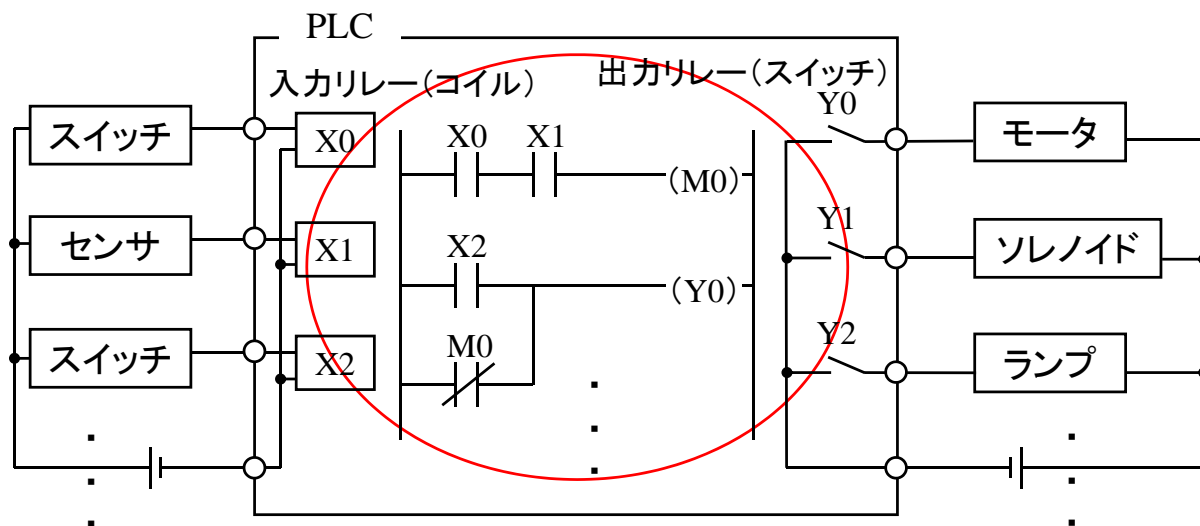 PLC
入力リレー(コイル)
出力リレー(スイッチ)
スイッチ
X0
X0
X1
(M0)
Y0
モータ
センサ
X1
X2
(Y0)
Y1
ソレノイド
スイッチ
X2
M0
Y2
ランプ